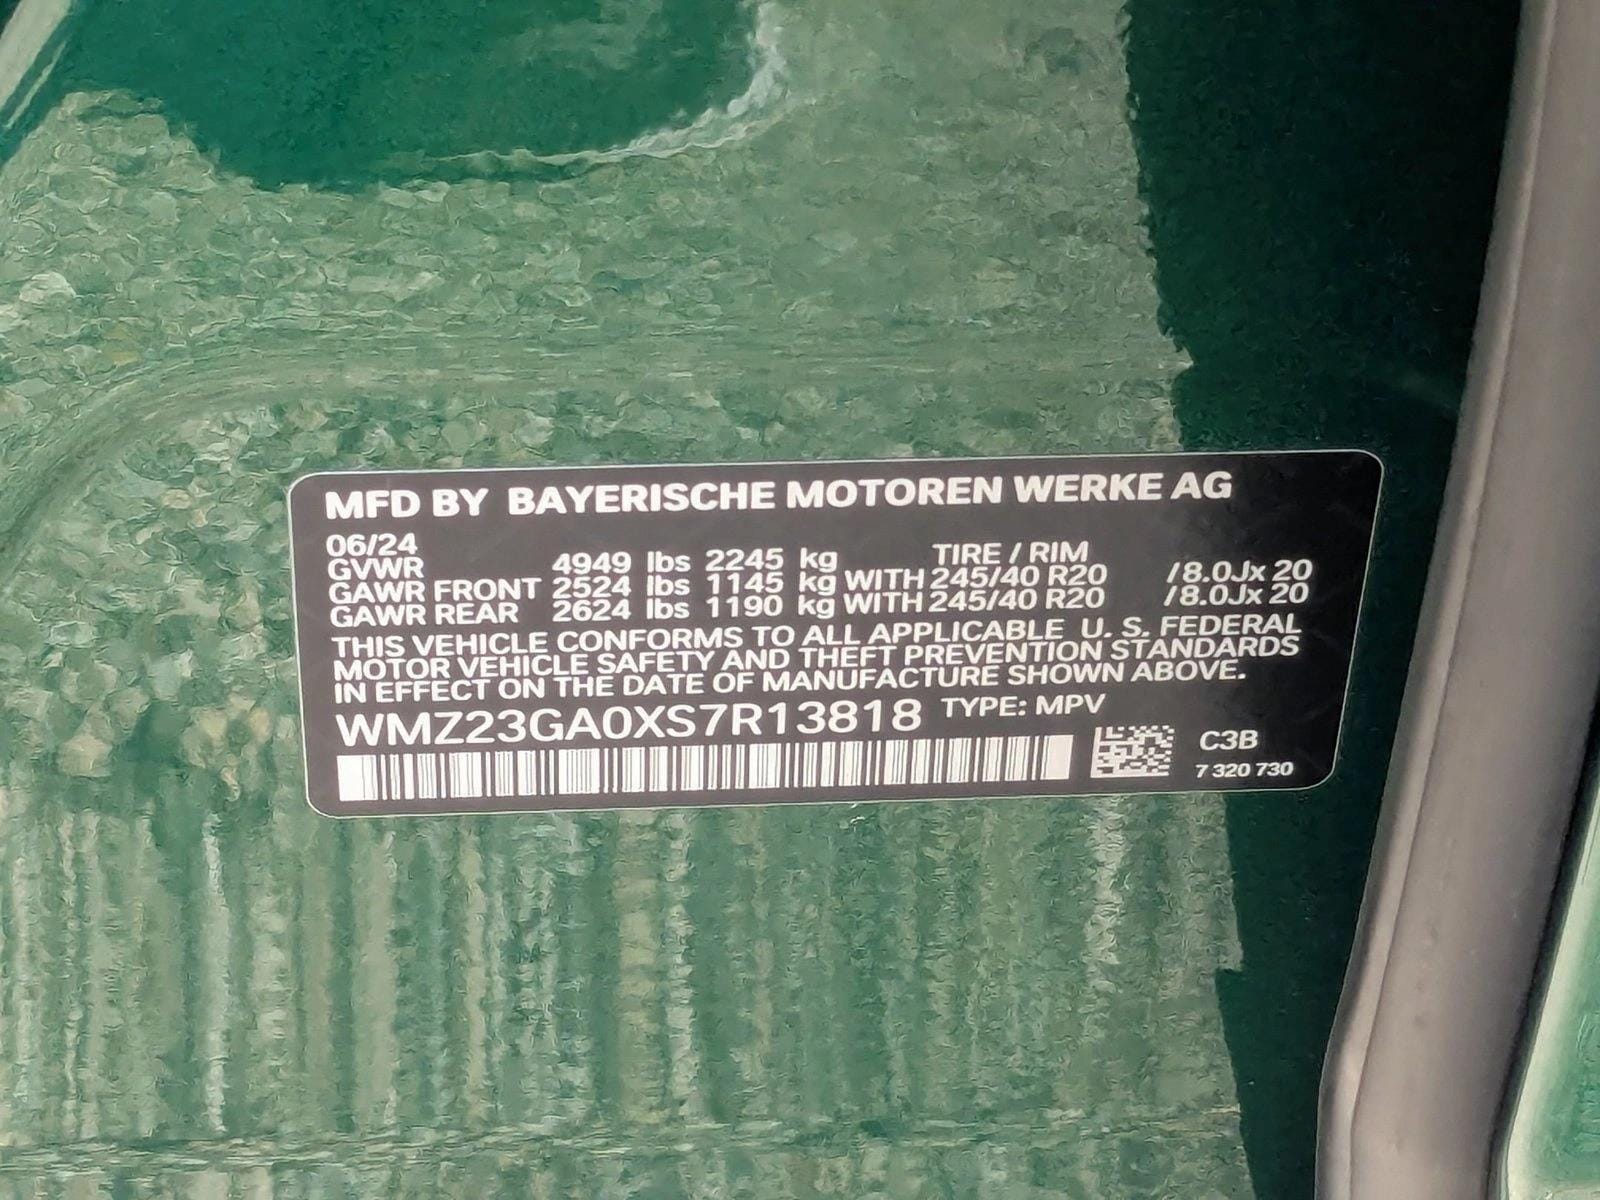 MFD BY BAYERISCHE MOTOREN WERKE AG
06/24
GVWR 4949 lbs 2245 kg TIRE / RIM
GAWR FRONT 2524 lbs 1145 kg WITH 245/40 R20 /8.0Jx 20
GAWR REAR 2624 lbs 1190 kg WITH 245/40 R20 /8.0Jx 20
THIS VEHICLE CONFORMS TO ALL APPLICABLE U. S. FEDERAL
MOTOR VEHICLE SAFETY AND THEFT PREVENTION STANDARDS
IN EFFECT ON THE DATE OF MANUFACTURE SHOWN ABOVE.
WMZ23GA0XS7R13818 TYPE: MPV
C3B
7 320 730